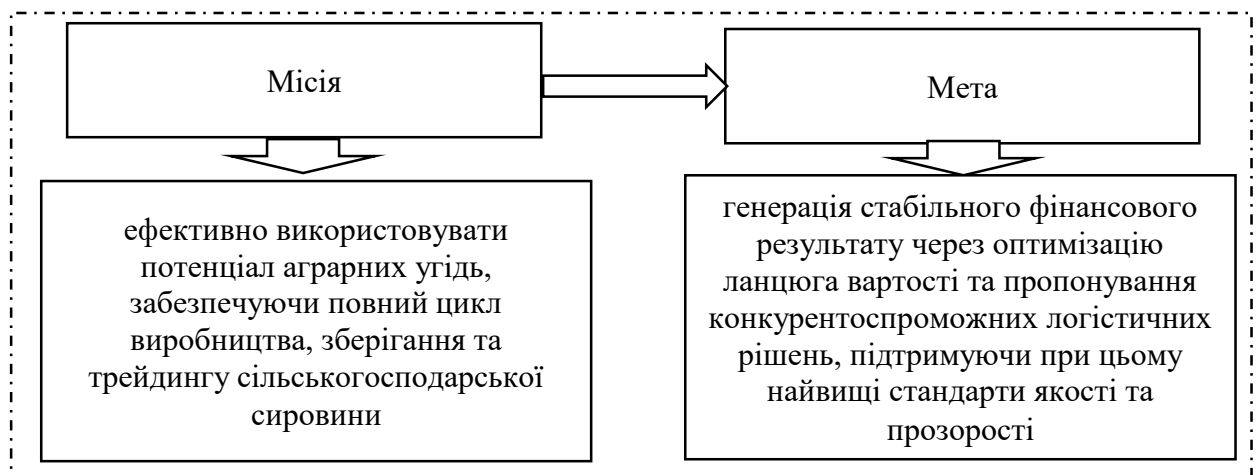 Місія
Мета
ефективно використовувати
потенціал аграрних угідь,
забезпечуючи повний цикл
виробництва, зберігання та
трейдингу сільськогосподарської
сировини
генерація стабільного фінансового
результату через оптимізацію
ланцюга вартості та пропонування
конкурентоспроможних логістичних
рішень, підтримуючи при цьому
найвищі стандарти якості та
прозорості